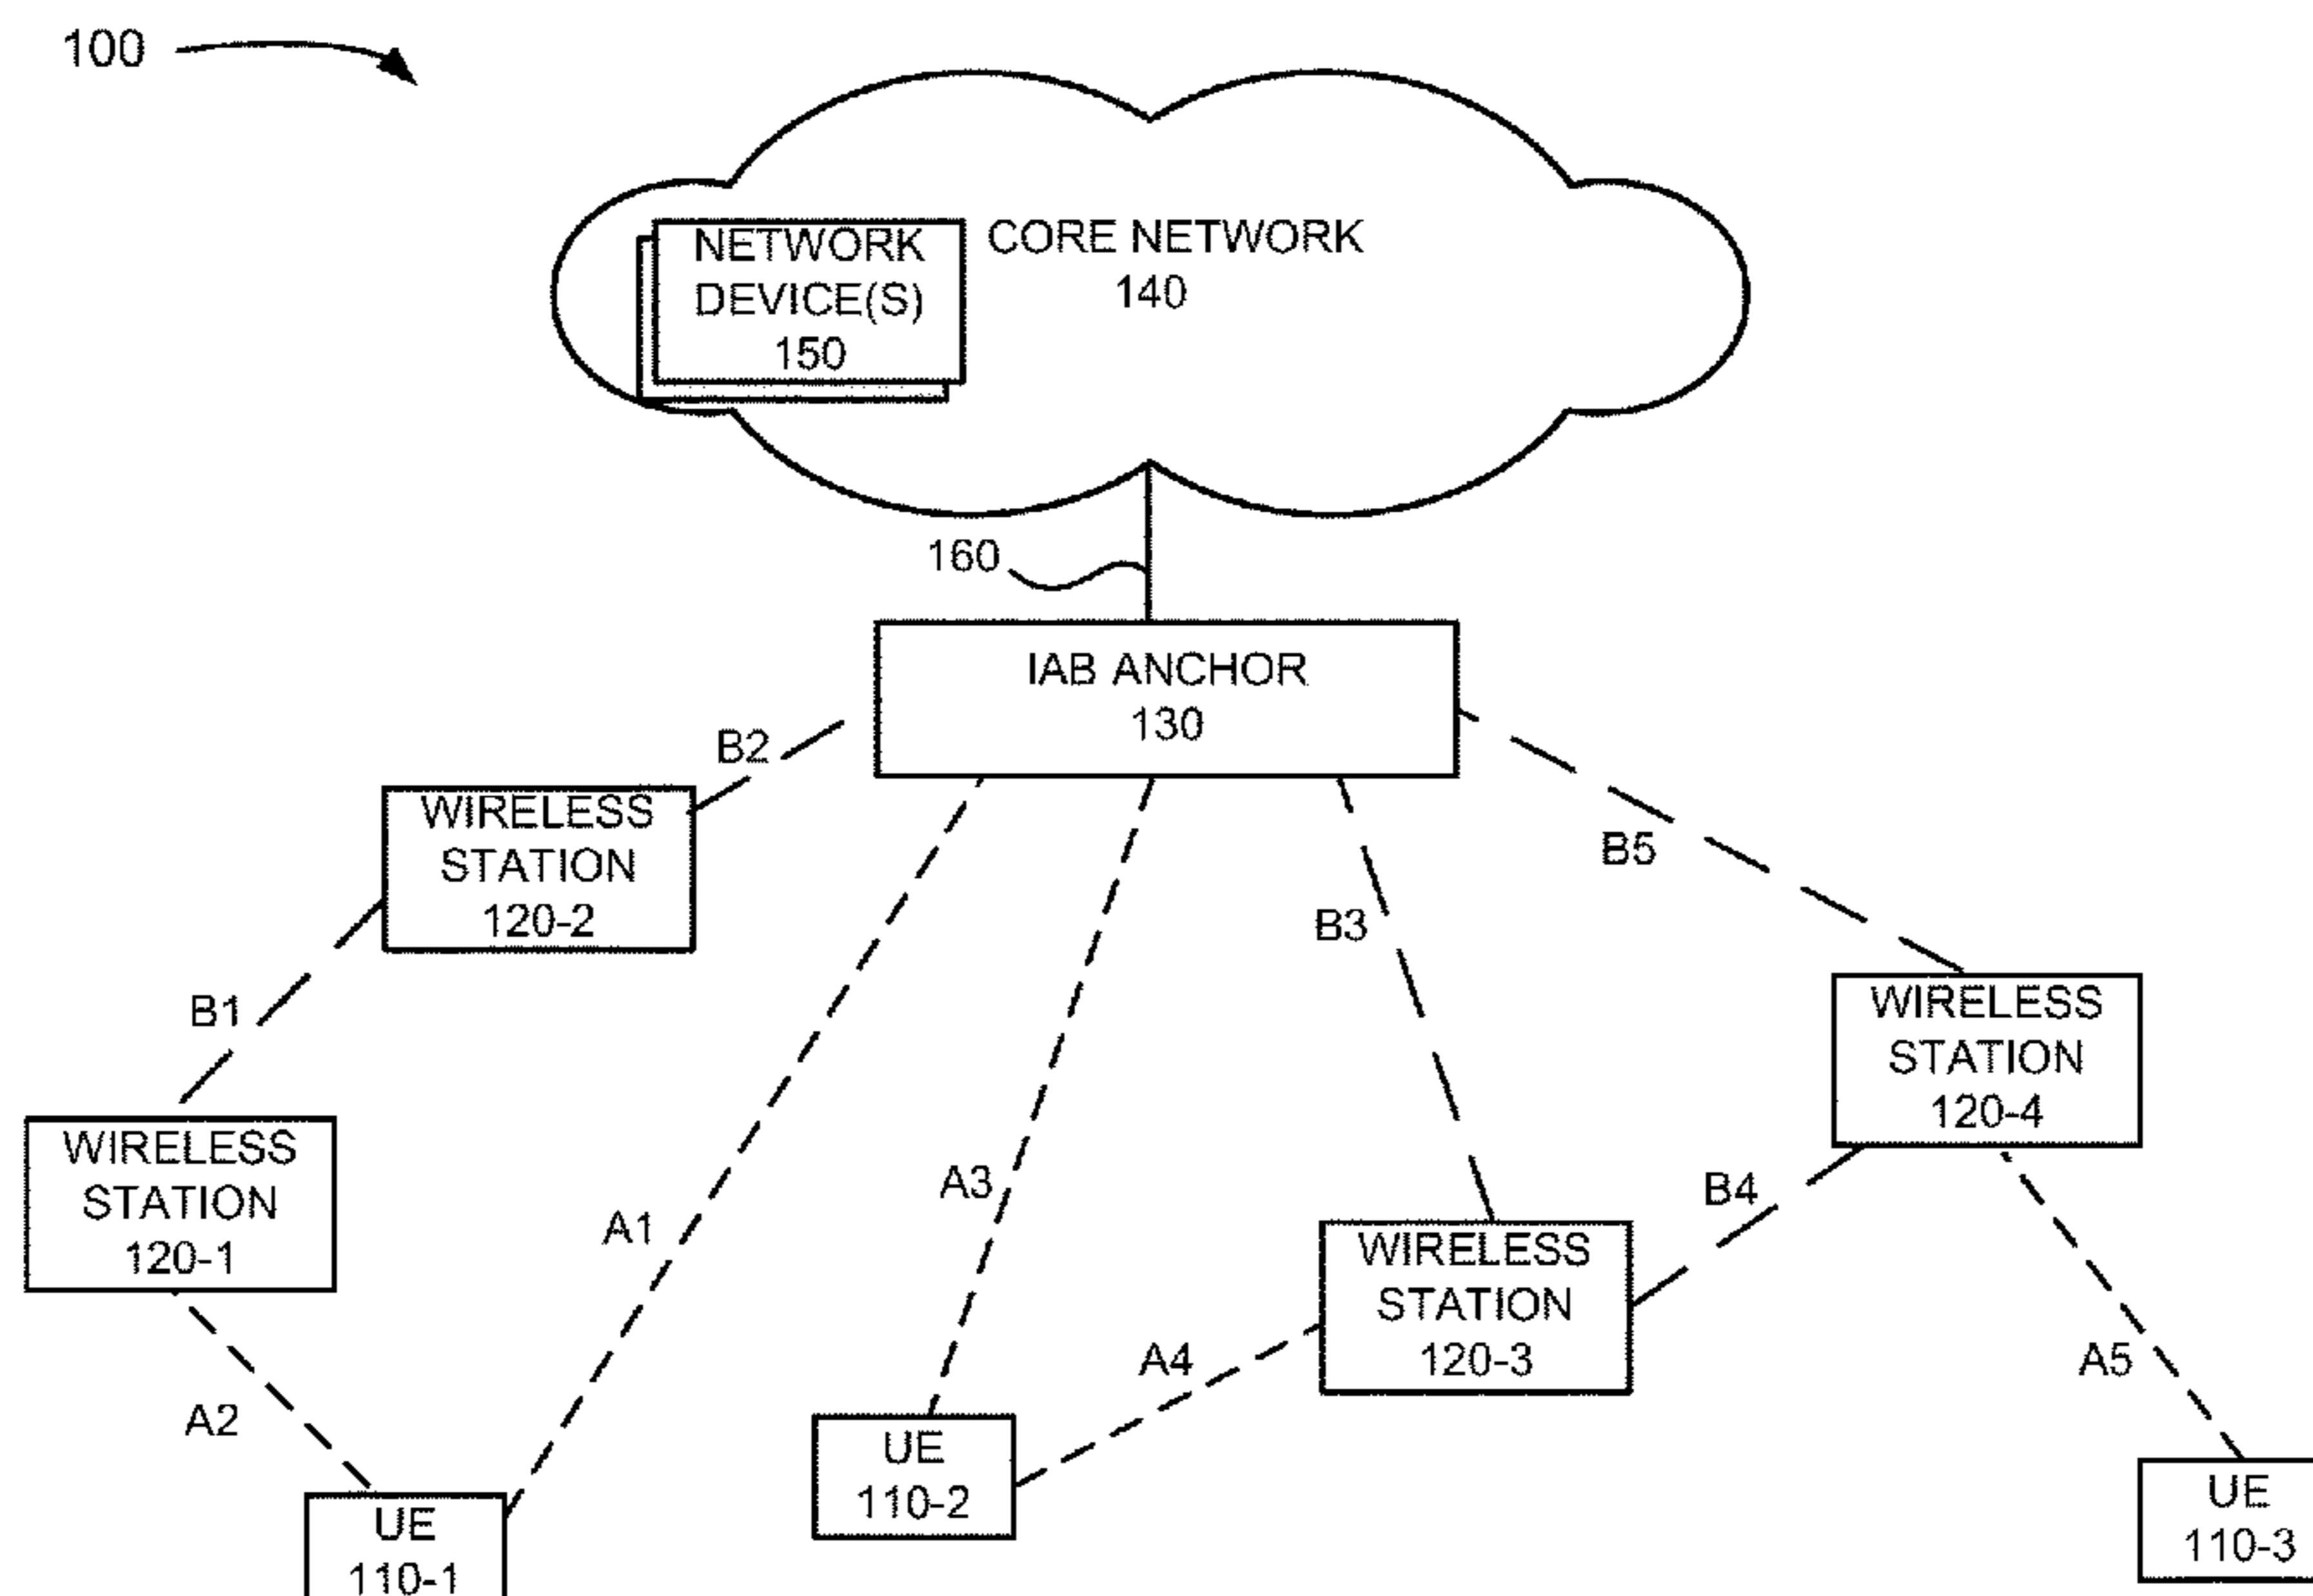 100
NETWORK
DEVICE(S)
150
CORE NETWORK
140
160
IAB ANCHOR
130
B2
WIRELESS
STATION
120-2
B5
B3
B1
WIRELESS
STATION
120-4
WIRELESS
STATION
120-1
A1
A3
B4
WIRELESS
STATION
120-3
A2
A4
A5
UE
110-1
UE
110-2
UE
110-3